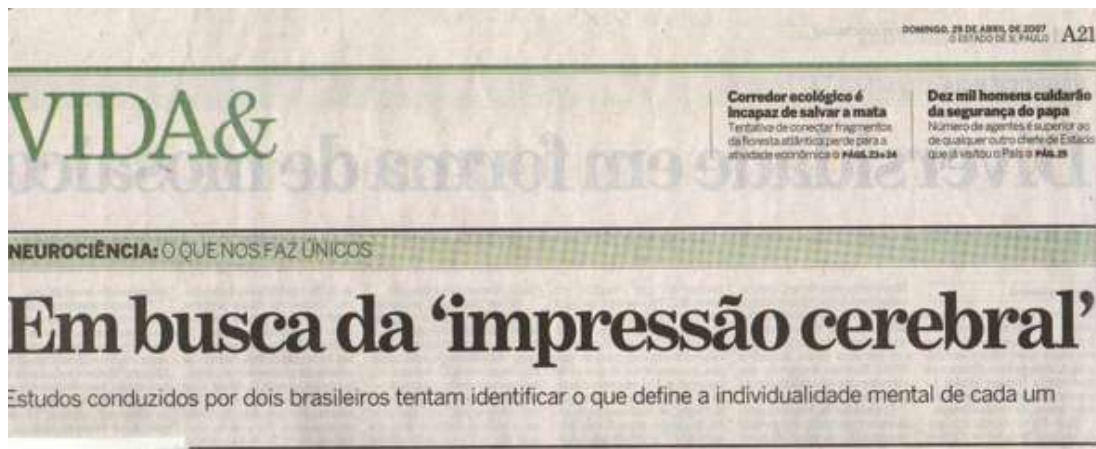 DOMINGO, 29 DE ABRIL DE 2007
O ESTADO DE S. PAULO
A21
VIDA&
Corredor ecológico é
incapaz de salvar a mata
Tentativa de conectar fragmentos
da floresta atlântica perde para a
atividade econômica PÁGS. 23 e 24
Dez mil homens cuidarão
da segurança do papa
Número de agentes é superior ao
de qualquer outro chefe de Estado
que já visitou o País PÁG. 25
NEUROCIÊNCIA: O QUE NOS FAZ ÚNICOS
Em busca da ‘impressão cerebral’
Estudos conduzidos por dois brasileiros tentam identificar o que define a individualidade mental de cada um